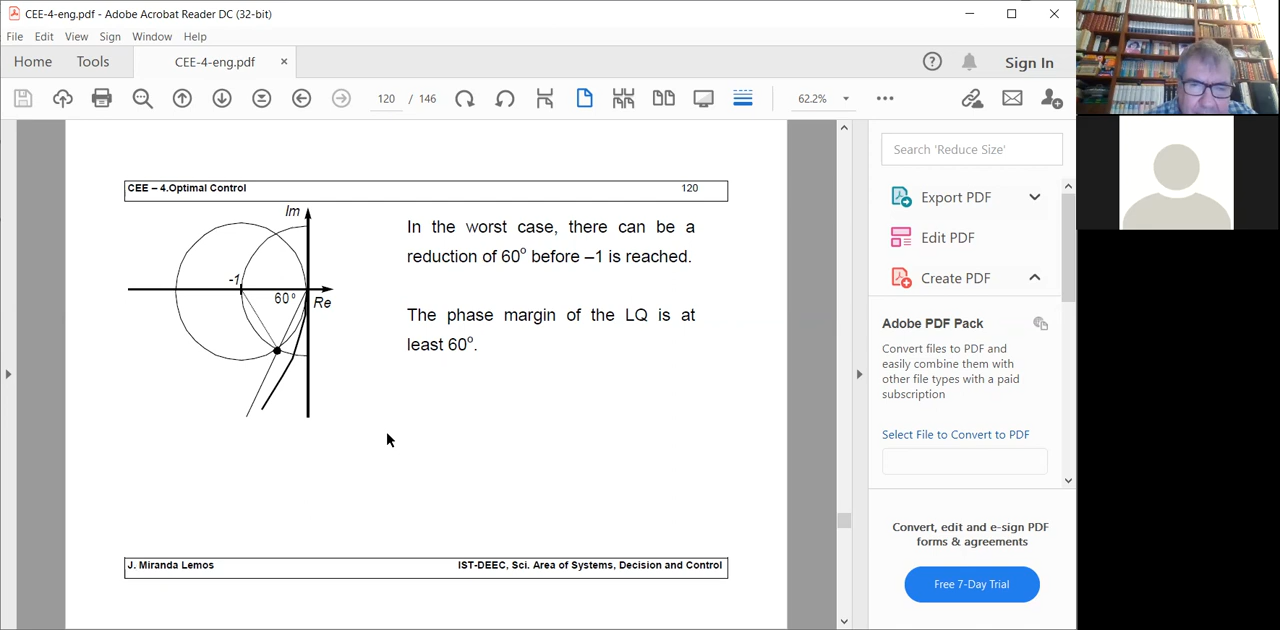 CEE-4-eng.pdf - Adobe Acrobat Reader DC (32-bit)
File Edit View Sign Window Help
Home Tools CEE-4-eng.pdf × Sign In
120 / 146 62.2%
CEE – 4.Optimal Control 120
Im
-1
60º
Re
In the worst case, there can be a
reduction of 60º before –1 is reached.
The phase margin of the LQ is at
least 60º.
J. Miranda Lemos IST-DEEC, Sci. Area of Systems, Decision and Control
Search 'Reduce Size'
Export PDF
Edit PDF
Create PDF
Adobe PDF Pack
Convert files to PDF and
easily combine them with
other file types with a paid
subscription
Select File to Convert to PDF
Convert, edit and e-sign PDF
forms & agreements
Free 7-Day Trial